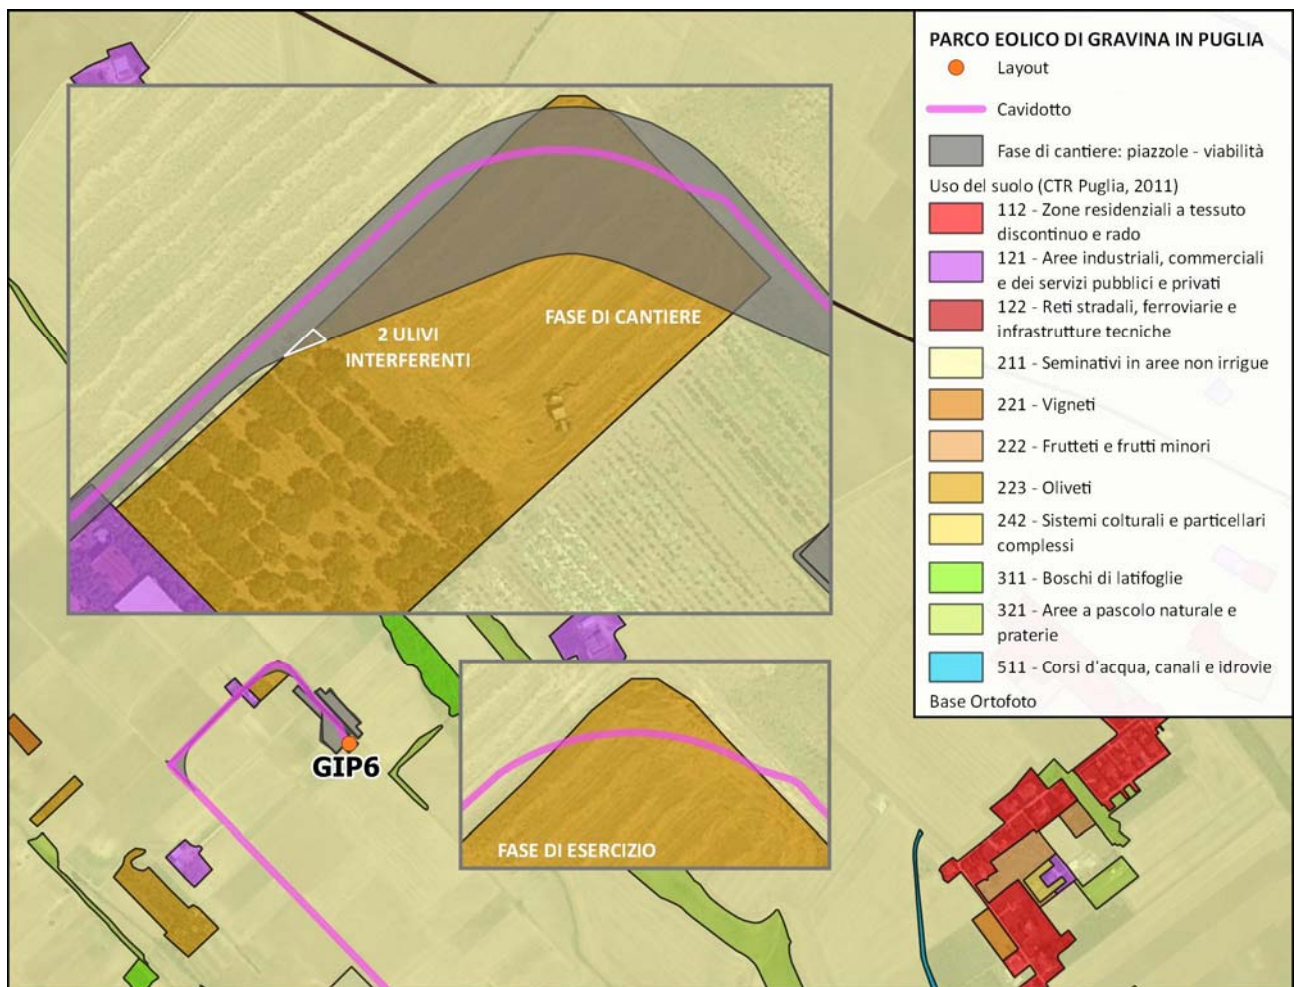 PARCO EOLICO DI GRAVINA IN PUGLIA
Layout
Cavidotto
Fase di cantiere: piazzole - viabilità
Uso del suolo (CTR Puglia, 2011)
112 - Zone residenziali a tessuto
discontinuo e rado
121 - Aree industriali, commerciali
e dei servizi pubblici e privati
122 - Reti stradali, ferroviarie e
infrastrutture tecniche
211 - Seminativi in aree non irrigue
221 - Vigneti
222 - Frutteti e frutti minori
223 - Oliveti
242 - Sistemi colturali e particellari
complessi
311 - Boschi di latifoglie
321 - Aree a pascolo naturale e
praterie
511 - Corsi d'acqua, canali e idrovie
Base Ortofoto
FASE DI CANTIERE
2 ULIVI
INTERFERENTI
GIP6
FASE DI ESERCIZIO